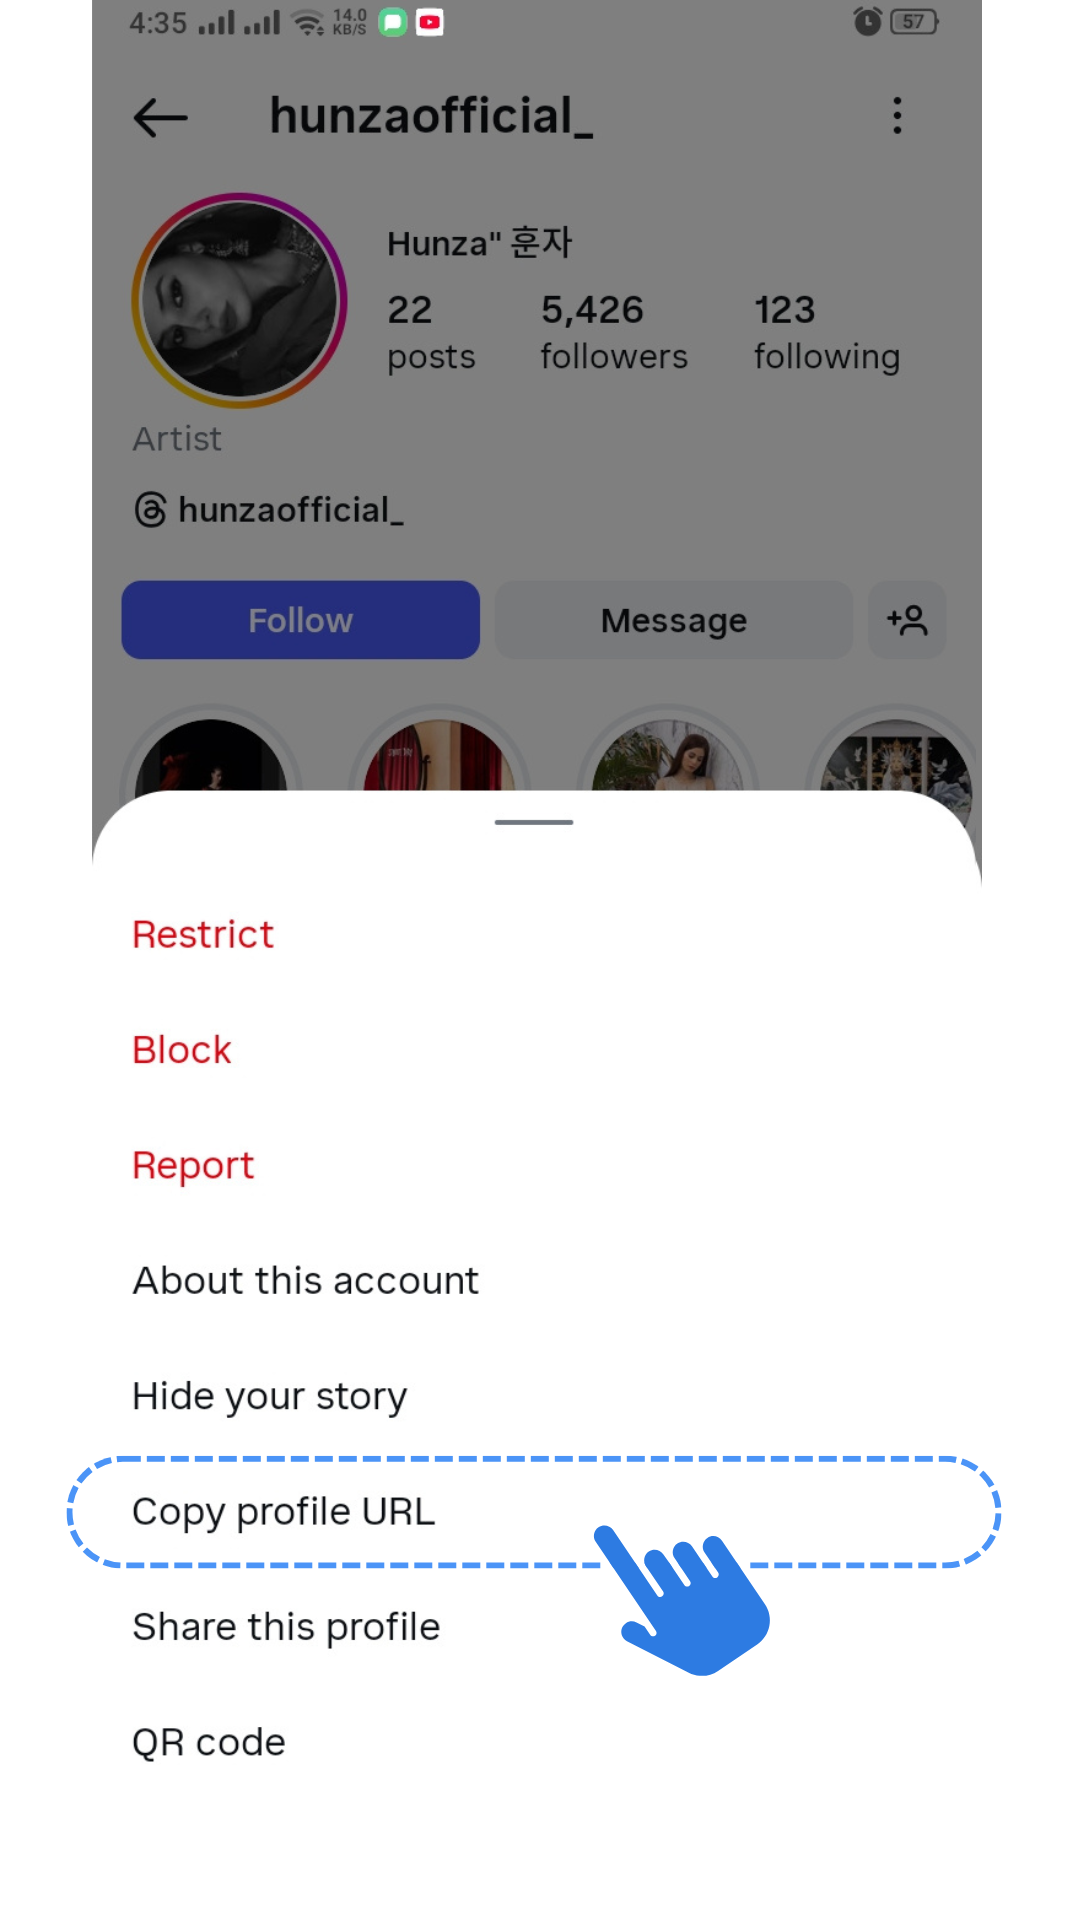 4:35 14.0 KB/S 57
hunzaofficial_
Hunza" 훈자
22 5,426 123
posts followers following
Artist
hunzaofficial_
Follow Message
Restrict
Block
Report
About this account
Hide your story
Copy profile URL
Share this profile
QR code